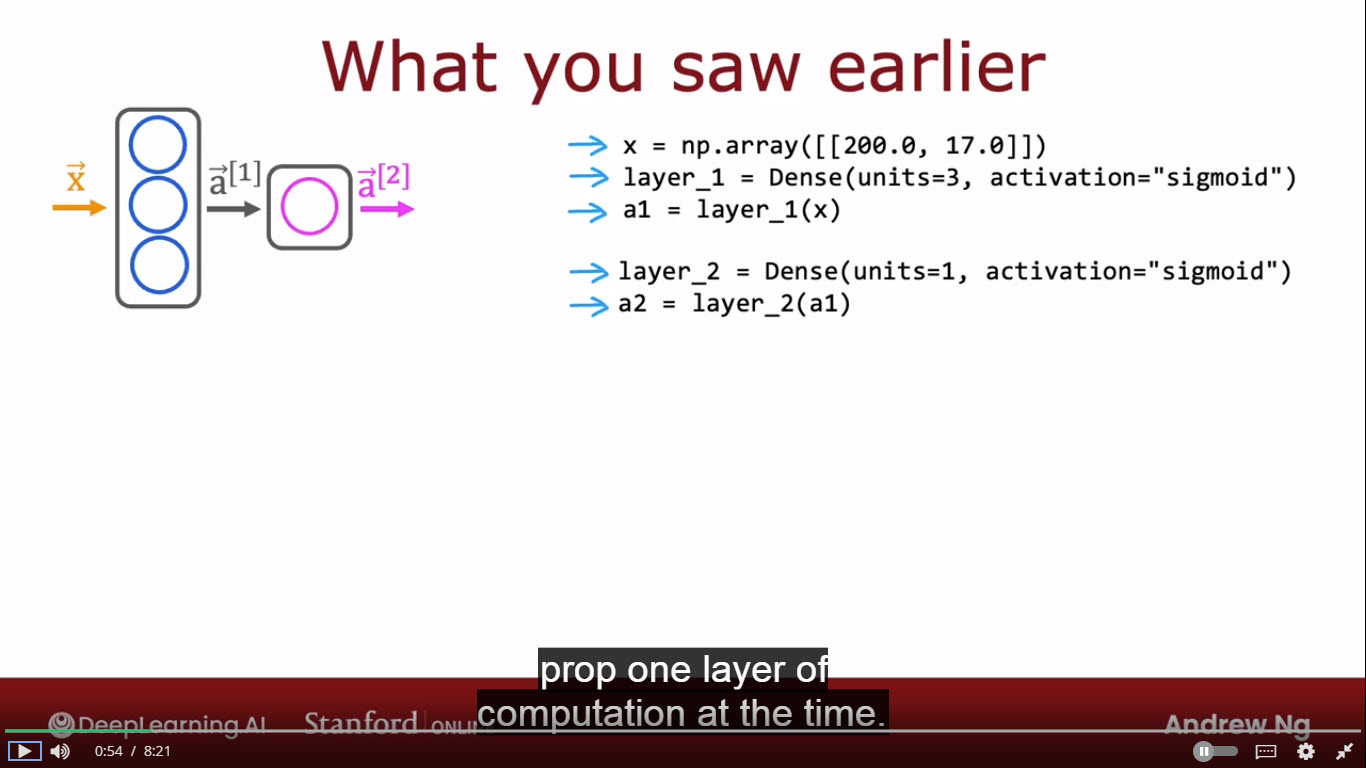 What you saw earlier
x⃗
a⃗[1]
a⃗[2]
x = np.array([[200.0, 17.0]])
layer_1 = Dense(units=3, activation="sigmoid")
a1 = layer_1(x)
layer_2 = Dense(units=1, activation="sigmoid")
a2 = layer_2(a1)
prop one layer of
computation at the time.
DeepLearning.AI
Stanford
Andrew Ng
0:54 / 8:21